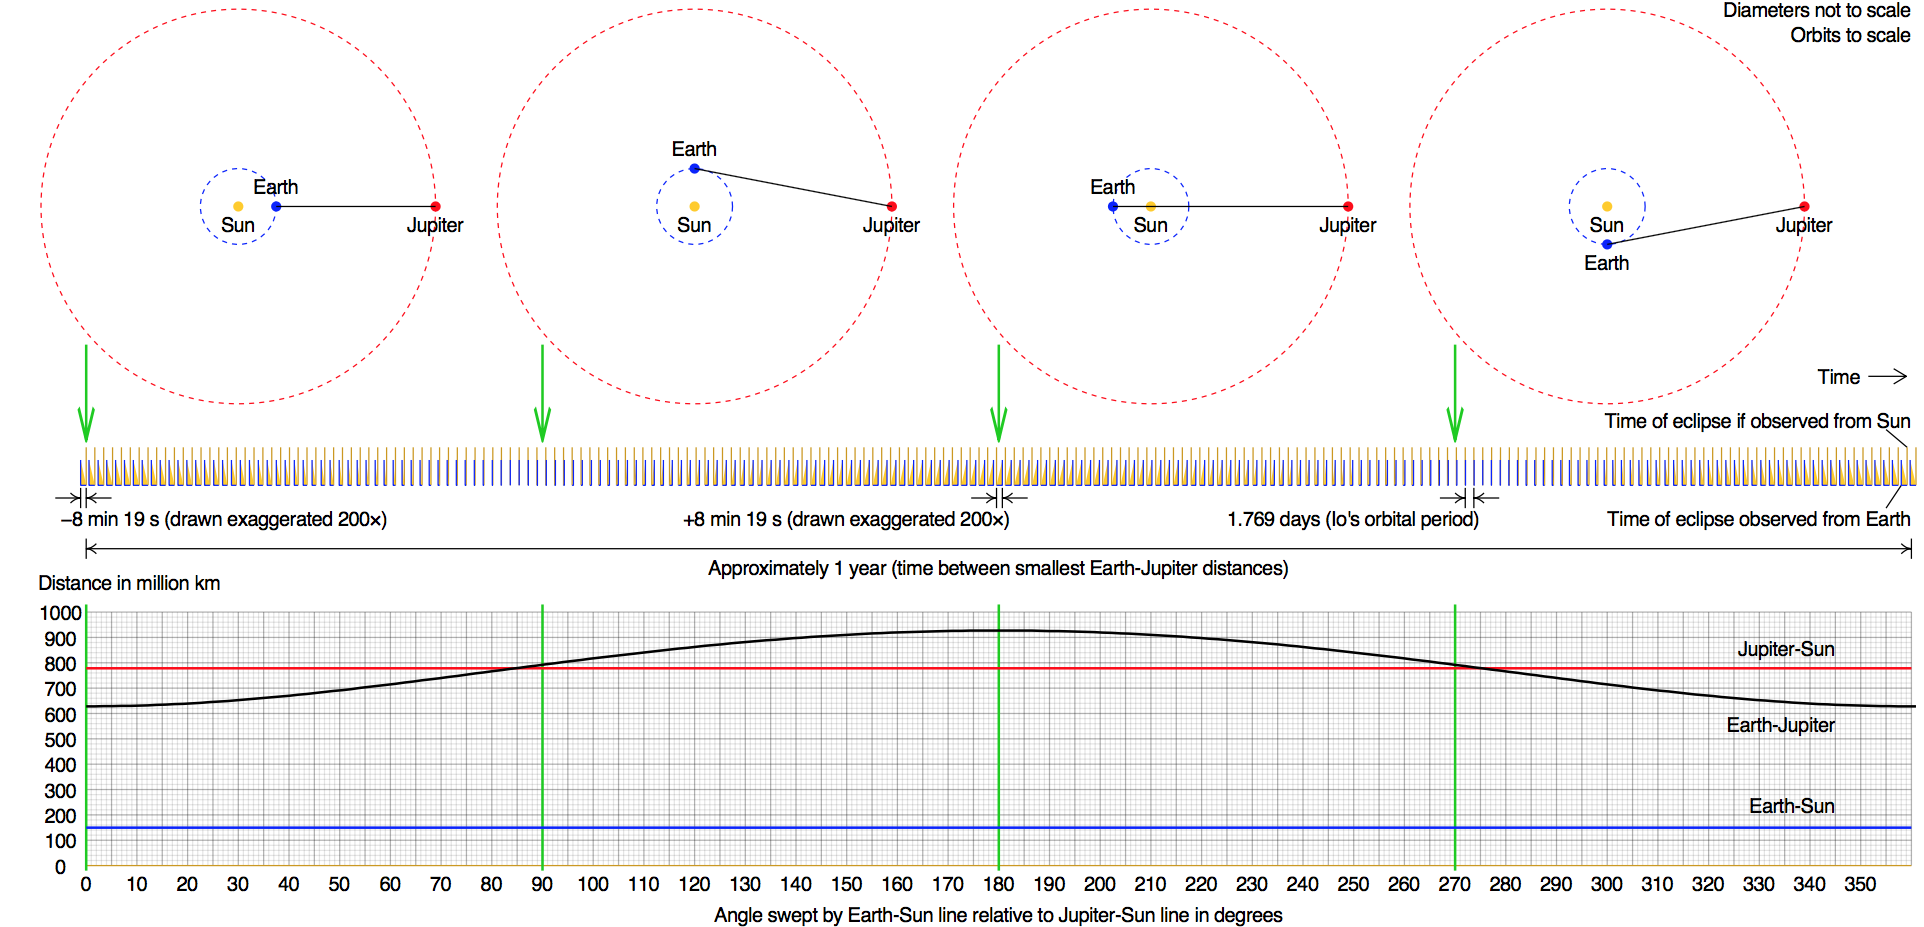 Diameters not to scale
Orbits to scale
Earth
Sun
Jupiter
Earth
Sun
Jupiter
Earth
Sun
Jupiter
Sun
Jupiter
Earth
Time
Time of eclipse if observed from Sun
–8 min 19 s (drawn exaggerated 200×)
+8 min 19 s (drawn exaggerated 200×)
1.769 days (Io's orbital period)
Time of eclipse observed from Earth
Approximately 1 year (time between smallest Earth-Jupiter distances)
Distance in million km
1000
900
800
700
600
500
400
300
200
100
0
Jupiter-Sun
Earth-Jupiter
Earth-Sun
0 10 20 30 40 50 60 70 80 90 100 110 120 130 140 150 160 170 180 190 200 210 220 230 240 250 260 270 280 290 300 310 320 330 340 350
Angle swept by Earth-Sun line relative to Jupiter-Sun line in degrees